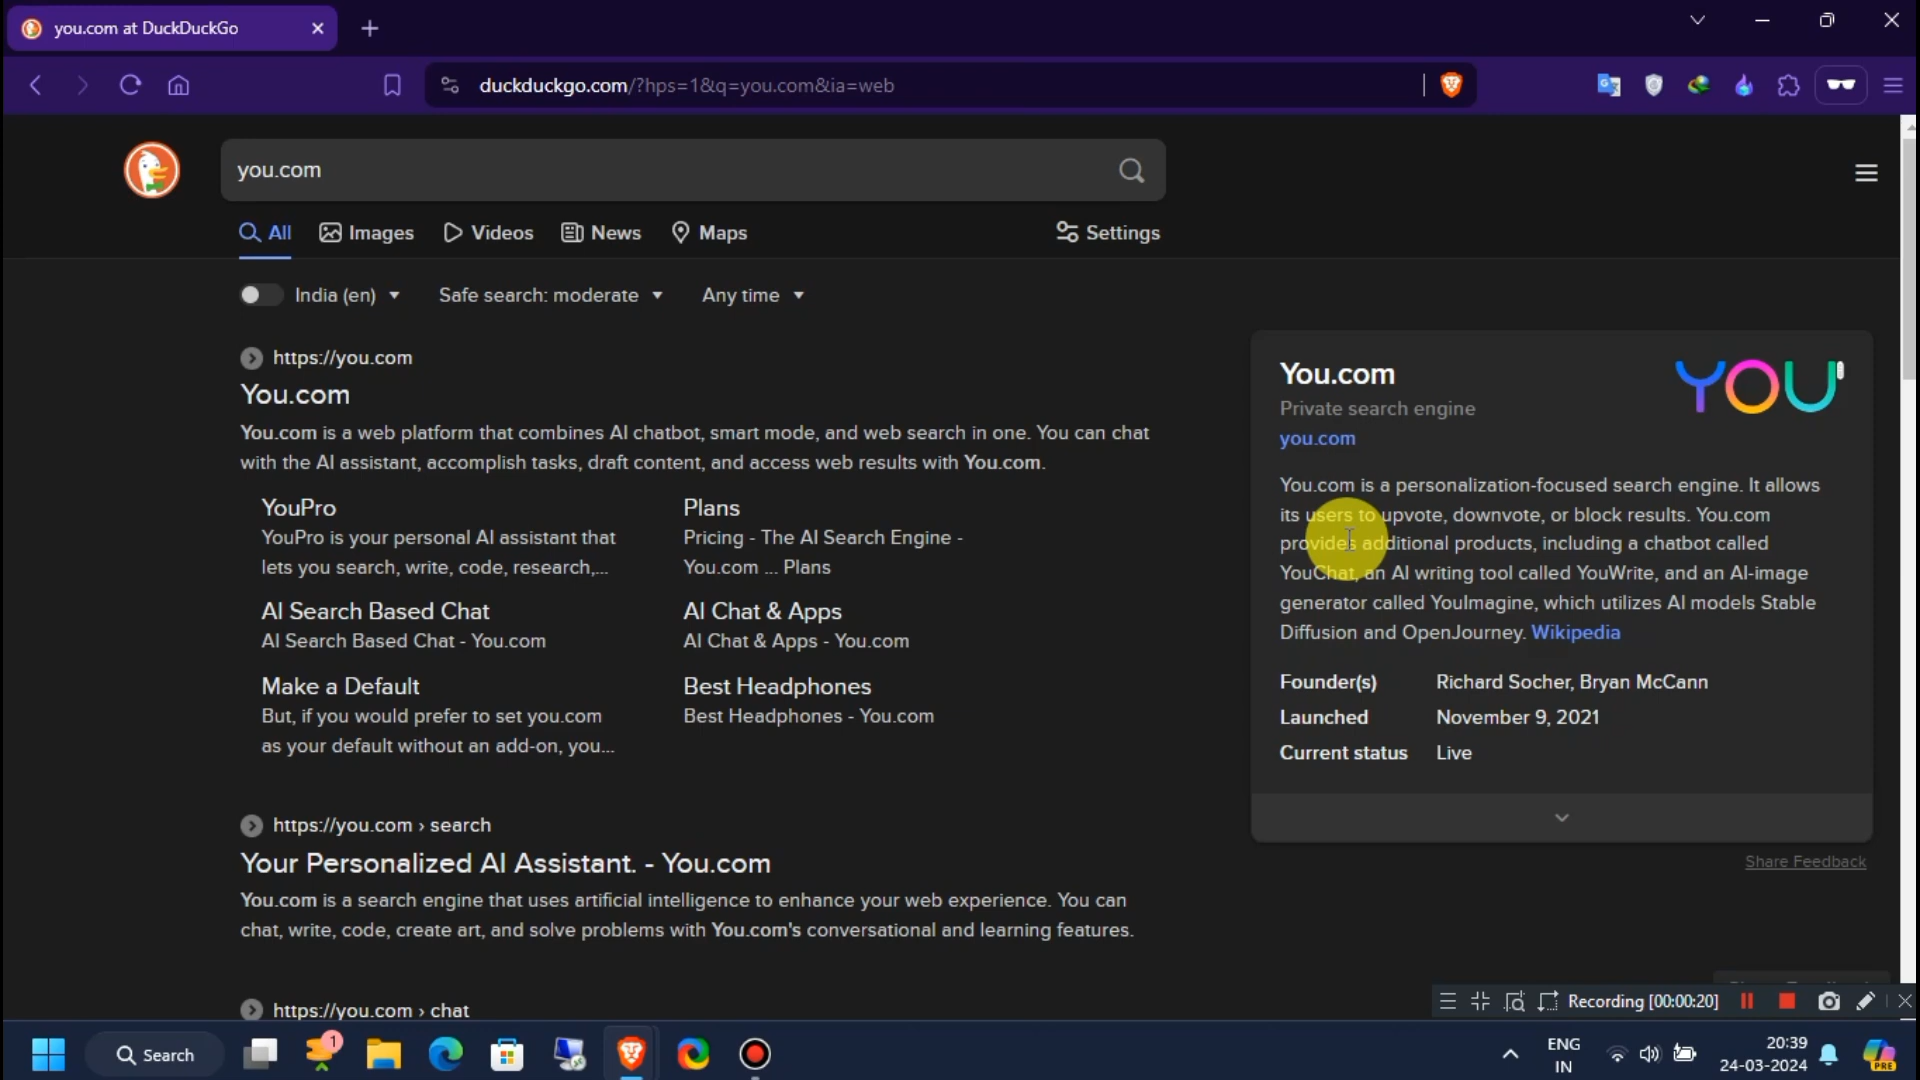 you.com at DuckDuckGo
duckduckgo.com/?hps=1&q=you.com&ia=web
you.com
All
Images
Videos
News
Maps
Settings
India (en)
Safe search: moderate
Any time
https://you.com
You.com
You.com is a web platform that combines AI chatbot, smart mode, and web search in one. You can chat
with the AI assistant, accomplish tasks, draft content, and access web results with You.com.
YouPro
YouPro is your personal AI assistant that
lets you search, write, code, research,...
Plans
Pricing - The AI Search Engine -
You.com ... Plans
AI Search Based Chat
AI Search Based Chat - You.com
AI Chat & Apps
AI Chat & Apps - You.com
Make a Default
But, if you would prefer to set you.com
as your default without an add-on, you...
Best Headphones
Best Headphones - You.com
https://you.com › search
Your Personalized AI Assistant. - You.com
You.com is a search engine that uses artificial intelligence to enhance your web experience. You can
chat, write, code, create art, and solve problems with You.com's conversational and learning features.
https://you.com › chat
You.com
YOU
Private search engine
you.com
You.com is a personalization-focused search engine. It allows
its users to upvote, downvote, or block results. You.com
provides additional products, including a chatbot called
YouChat, an AI writing tool called YouWrite, and an AI-image
generator called YouImagine, which utilizes AI models Stable
Diffusion and OpenJourney. Wikipedia
Founder(s) Richard Socher, Bryan McCann
Launched November 9, 2021
Current status Live
Share Feedback
Recording [00:00:20]
Search
1
ENG
IN
20:39
24-03-2024
PRE